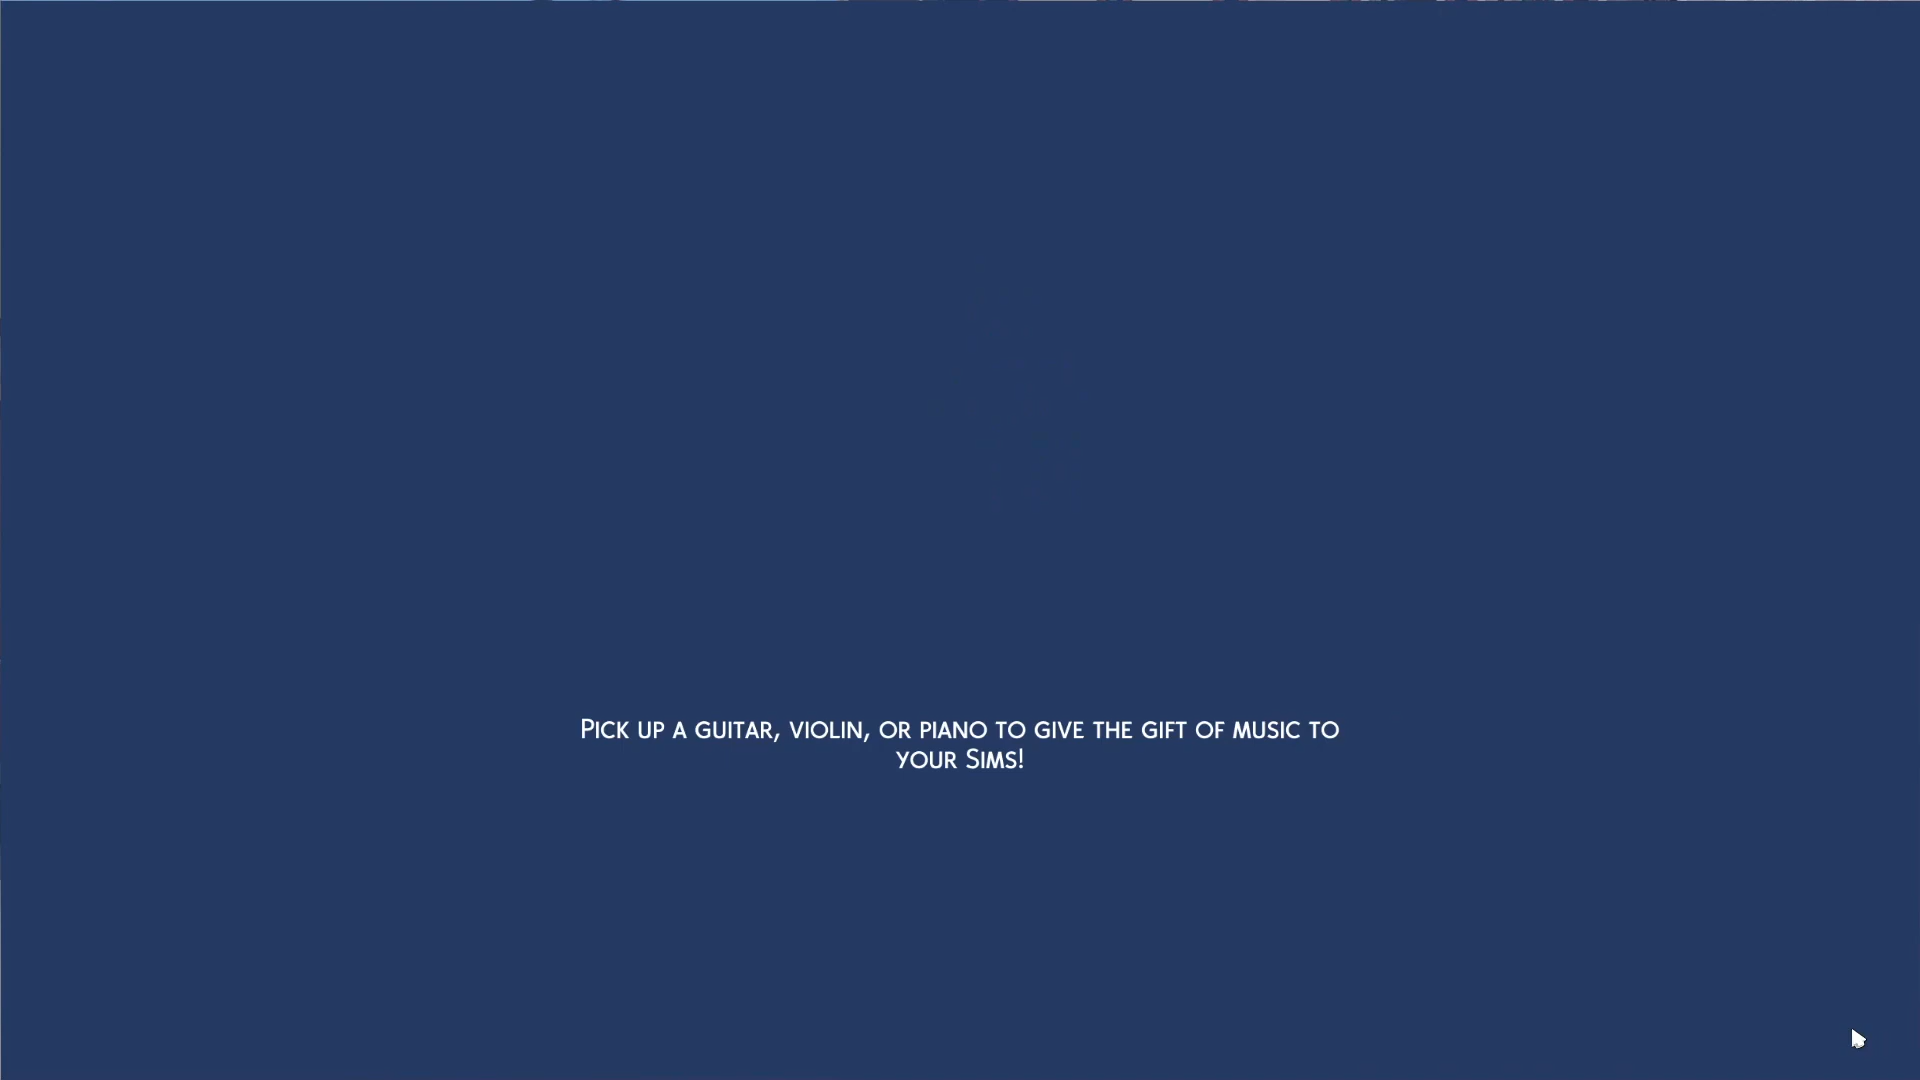 Pick up a guitar, violin, or piano to give the gift of music to
your Sims!